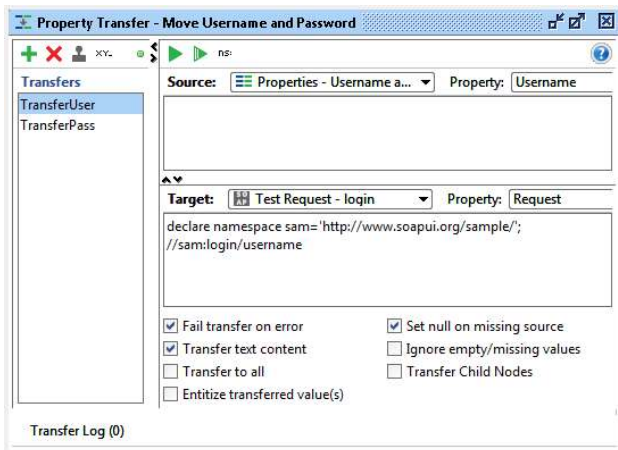 Property Transfer - Move Username and Password
XY=
ns:
Transfers
TransferUser
TransferPass
Source: Properties - Username a... Property: Username
Target: Test Request - login Property: Request
declare namespace sam='http://www.soapui.org/sample/';
//sam:login/username
Fail transfer on error
Set null on missing source
Transfer text content
Ignore empty/missing values
Transfer to all
Transfer Child Nodes
Entitize transferred value(s)
Transfer Log (0)